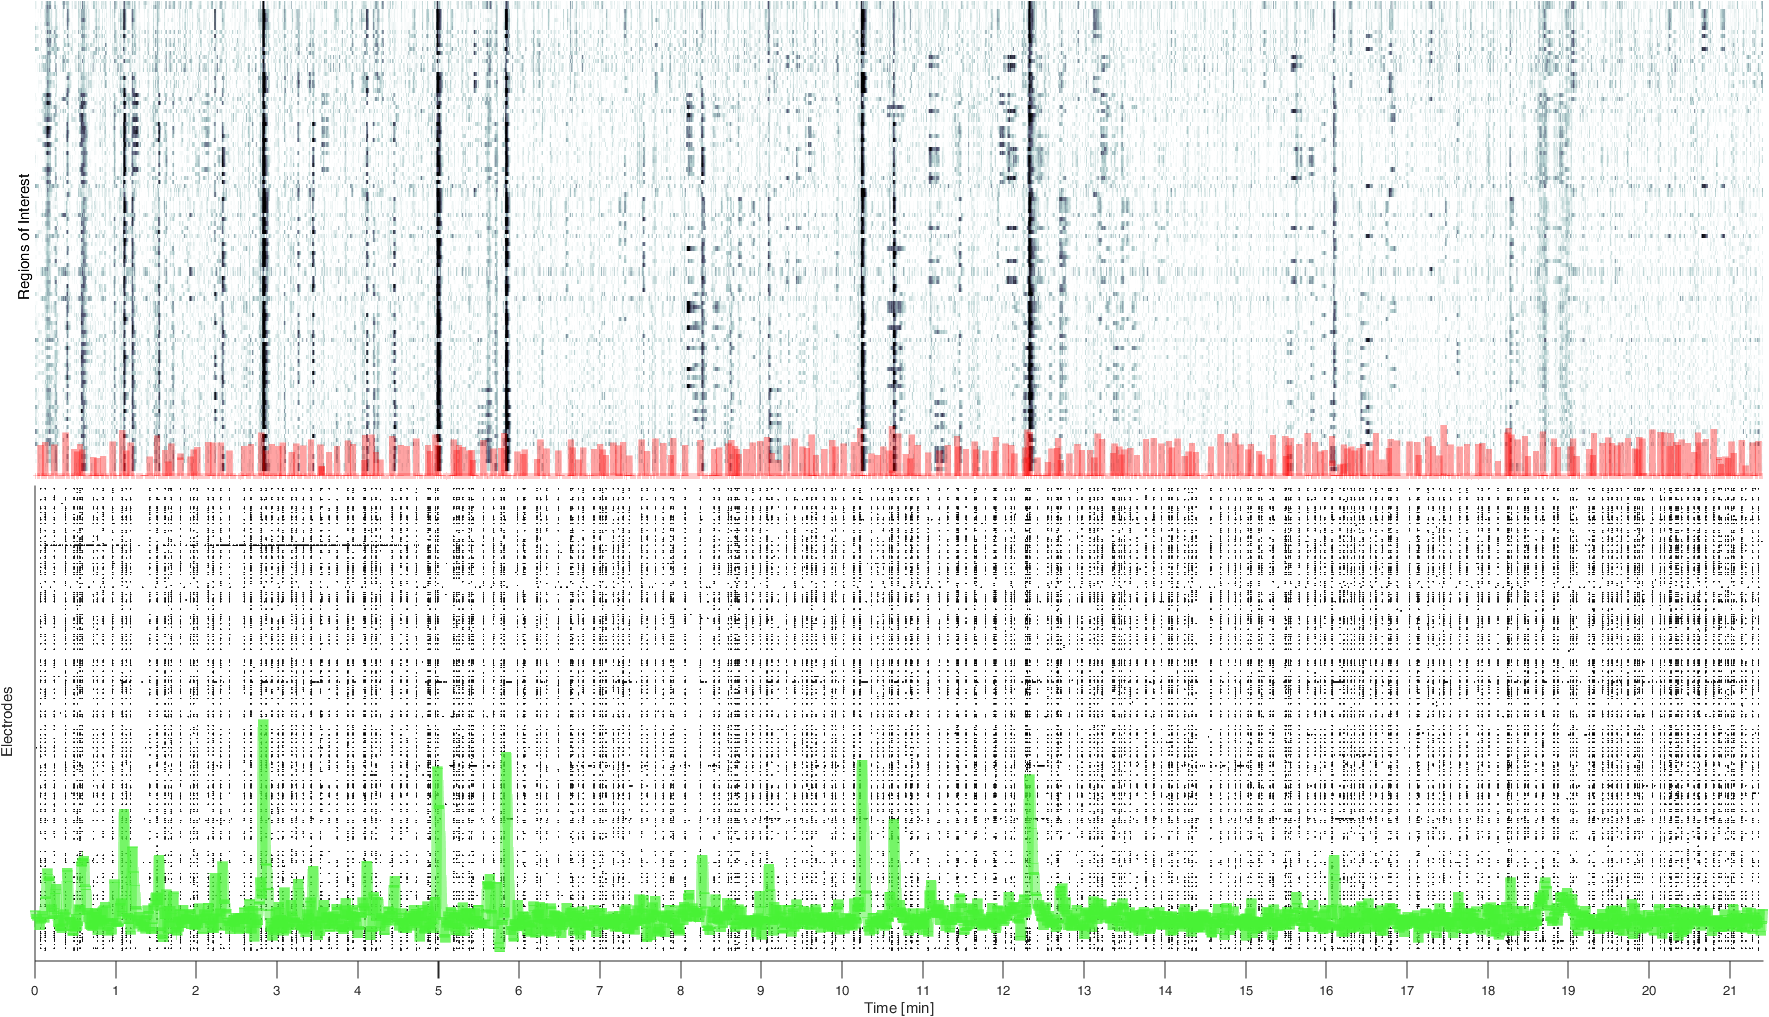 Regions of Interest
Electrodes
0 1 2 3 4 5 6 7 8 9 10 11 12 13 14 15 16 17 18 19 20 21
Time [min]